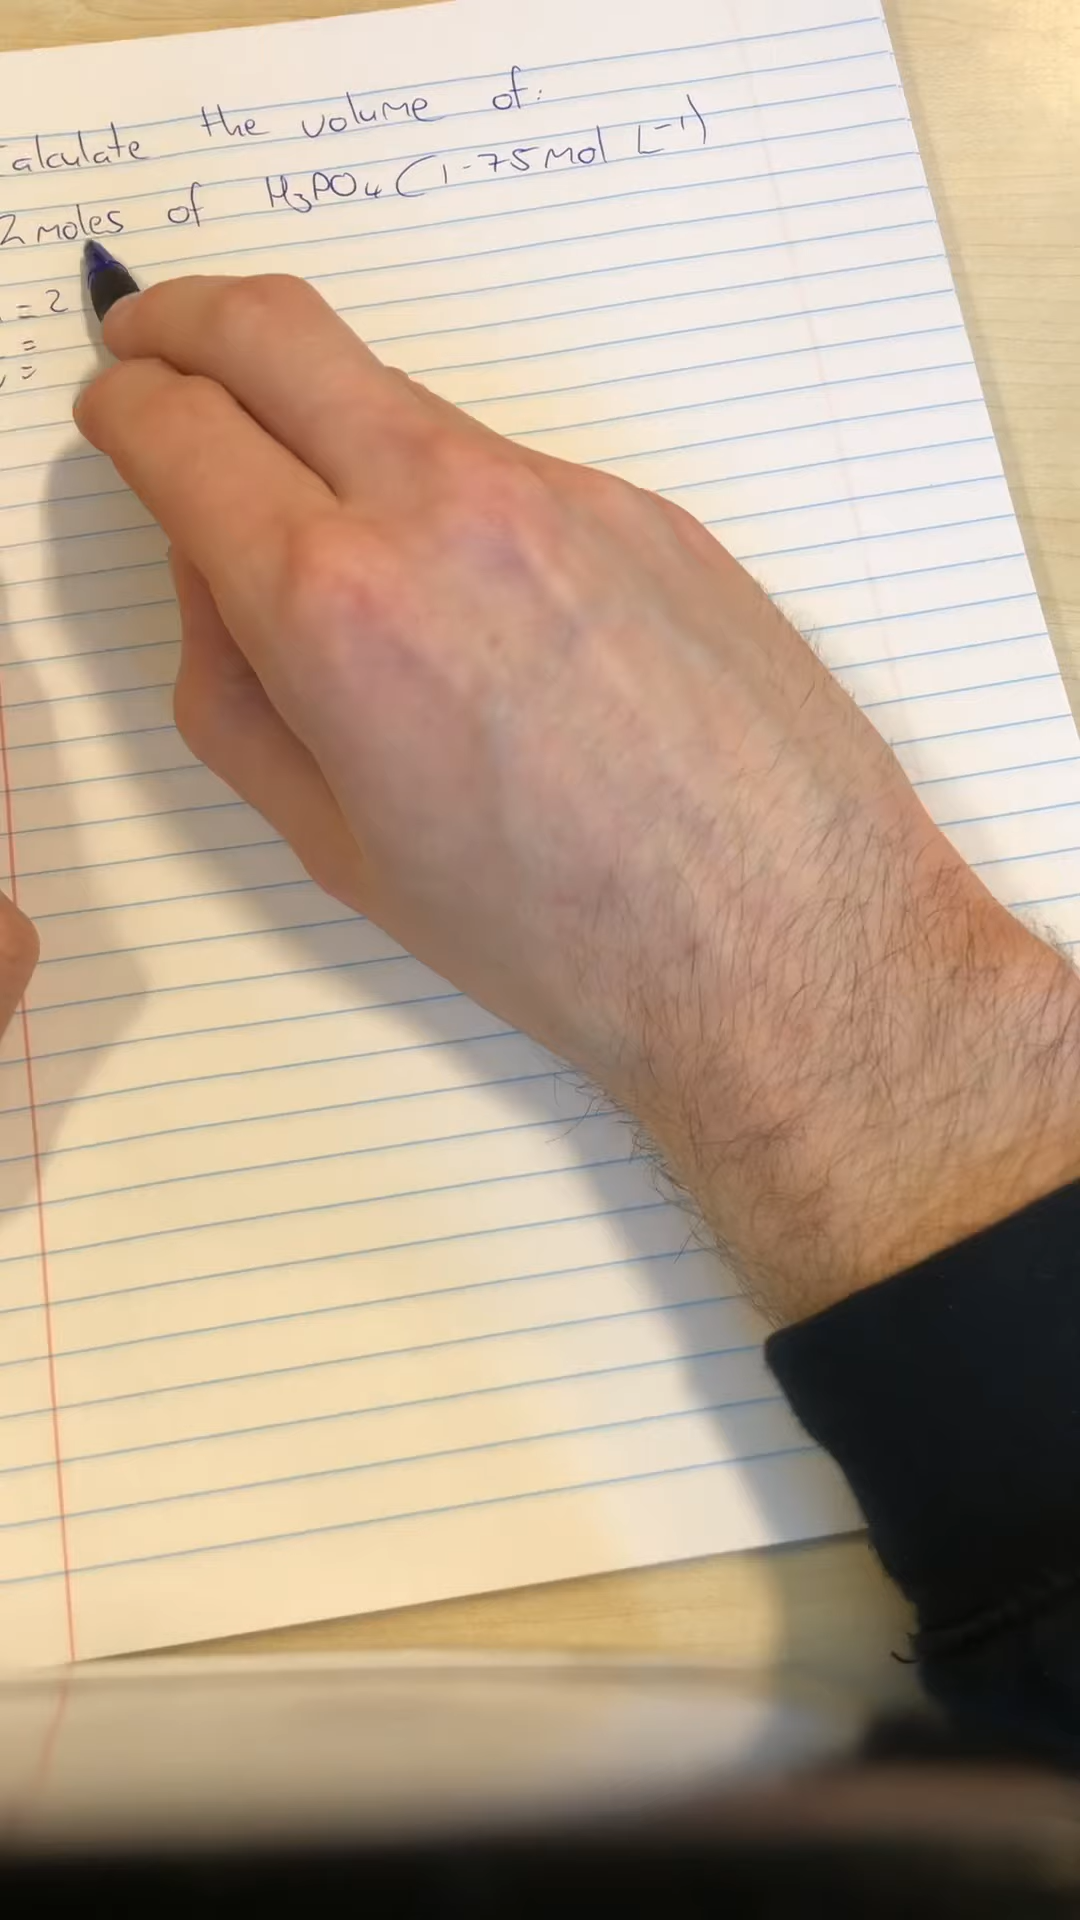 alculate the volume of:
2 moles of H₃PO₄ (1.75 mol L⁻¹)
= 2
=
=